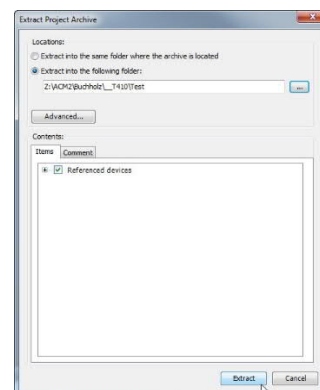 Extract Project Archive
Locations:
Extract into the same folder where the archive is located
Extract into the following folder:
Z:\ACM2\Buchholz\__T410\Test
...
Advanced...
Contents:
Items Comment
Referenced devices
Extract Cancel